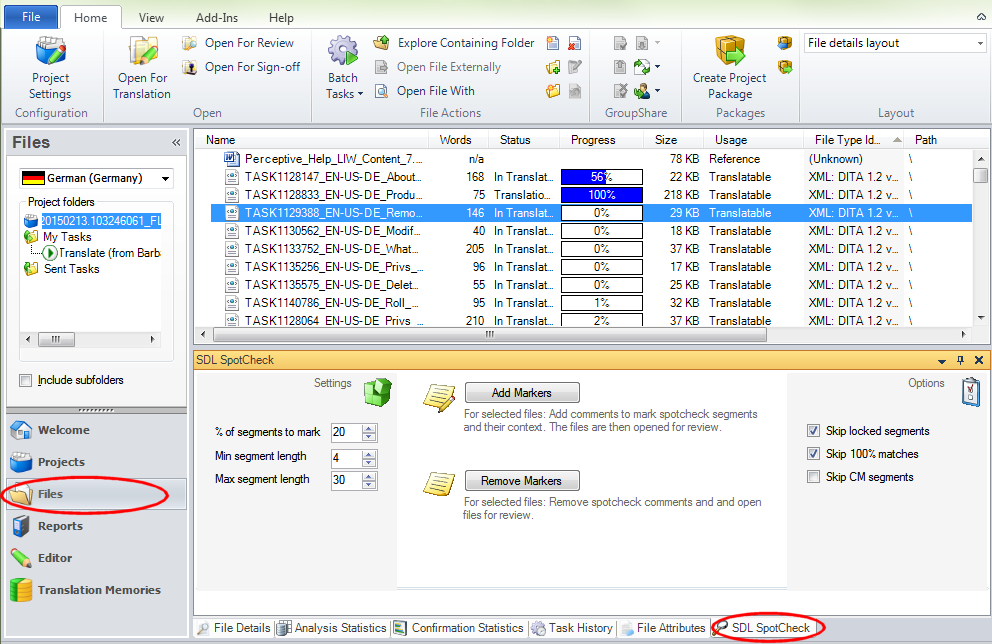 File Home View Add-Ins Help
Project Settings
Configuration
Open For Translation
Open For Review
Open For Sign-off
Open
Batch Tasks
Explore Containing Folder
Open File Externally
Open File With
File Actions
GroupShare
Create Project Package
Packages
File details layout
Layout
Files «
German (Germany)
Project folders
20150213.103246061_FL
My Tasks
Translate (from Barba
Sent Tasks
Include subfolders
Welcome
Projects
Files
Reports
Editor
Translation Memories
Name Words Status Progress Size Usage File Type Id... Path
Perceptive_Help_LIW_Content_7.... n/a 78 KB Reference (Unknown) \
TASK1128147_EN-US-DE_About... 168 In Translat... 56% 22 KB Translatable XML: DITA 1.2 v... \
TASK1128833_EN-US-DE_Produ... 75 Translatio... 100% 218 KB Translatable XML: DITA 1.2 v... \
TASK1129388_EN-US-DE_Remo... 146 In Translat... 0% 29 KB Translatable XML: DITA 1.2 v... \
TASK1130562_EN-US-DE_Modif... 40 In Translat... 0% 18 KB Translatable XML: DITA 1.2 v... \
TASK1133752_EN-US-DE_What... 205 In Translat... 0% 37 KB Translatable XML: DITA 1.2 v... \
TASK1135256_EN-US-DE_Privs_... 96 In Translat... 0% 17 KB Translatable XML: DITA 1.2 v... \
TASK1135575_EN-US-DE_Delet... 55 In Translat... 0% 25 KB Translatable XML: DITA 1.2 v... \
TASK1140786_EN-US-DE_Roll_... 95 In Translat... 1% 32 KB Translatable XML: DITA 1.2 v... \
TASK1128064_EN-US-DE_Privs_... 210 In Translat... 2% 37 KB Translatable XML: DITA 1.2 v... \
SDL SpotCheck
Settings
% of segments to mark 20
Min segment length 4
Max segment length 30
Add Markers
For selected files: Add comments to mark spotcheck segments
and their context. The files are then opened for review.
Remove Markers
For selected files: Remove spotcheck comments and and open
files for review.
Options
Skip locked segments
Skip 100% matches
Skip CM segments
File Details Analysis Statistics Confirmation Statistics Task History File Attributes SDL SpotCheck